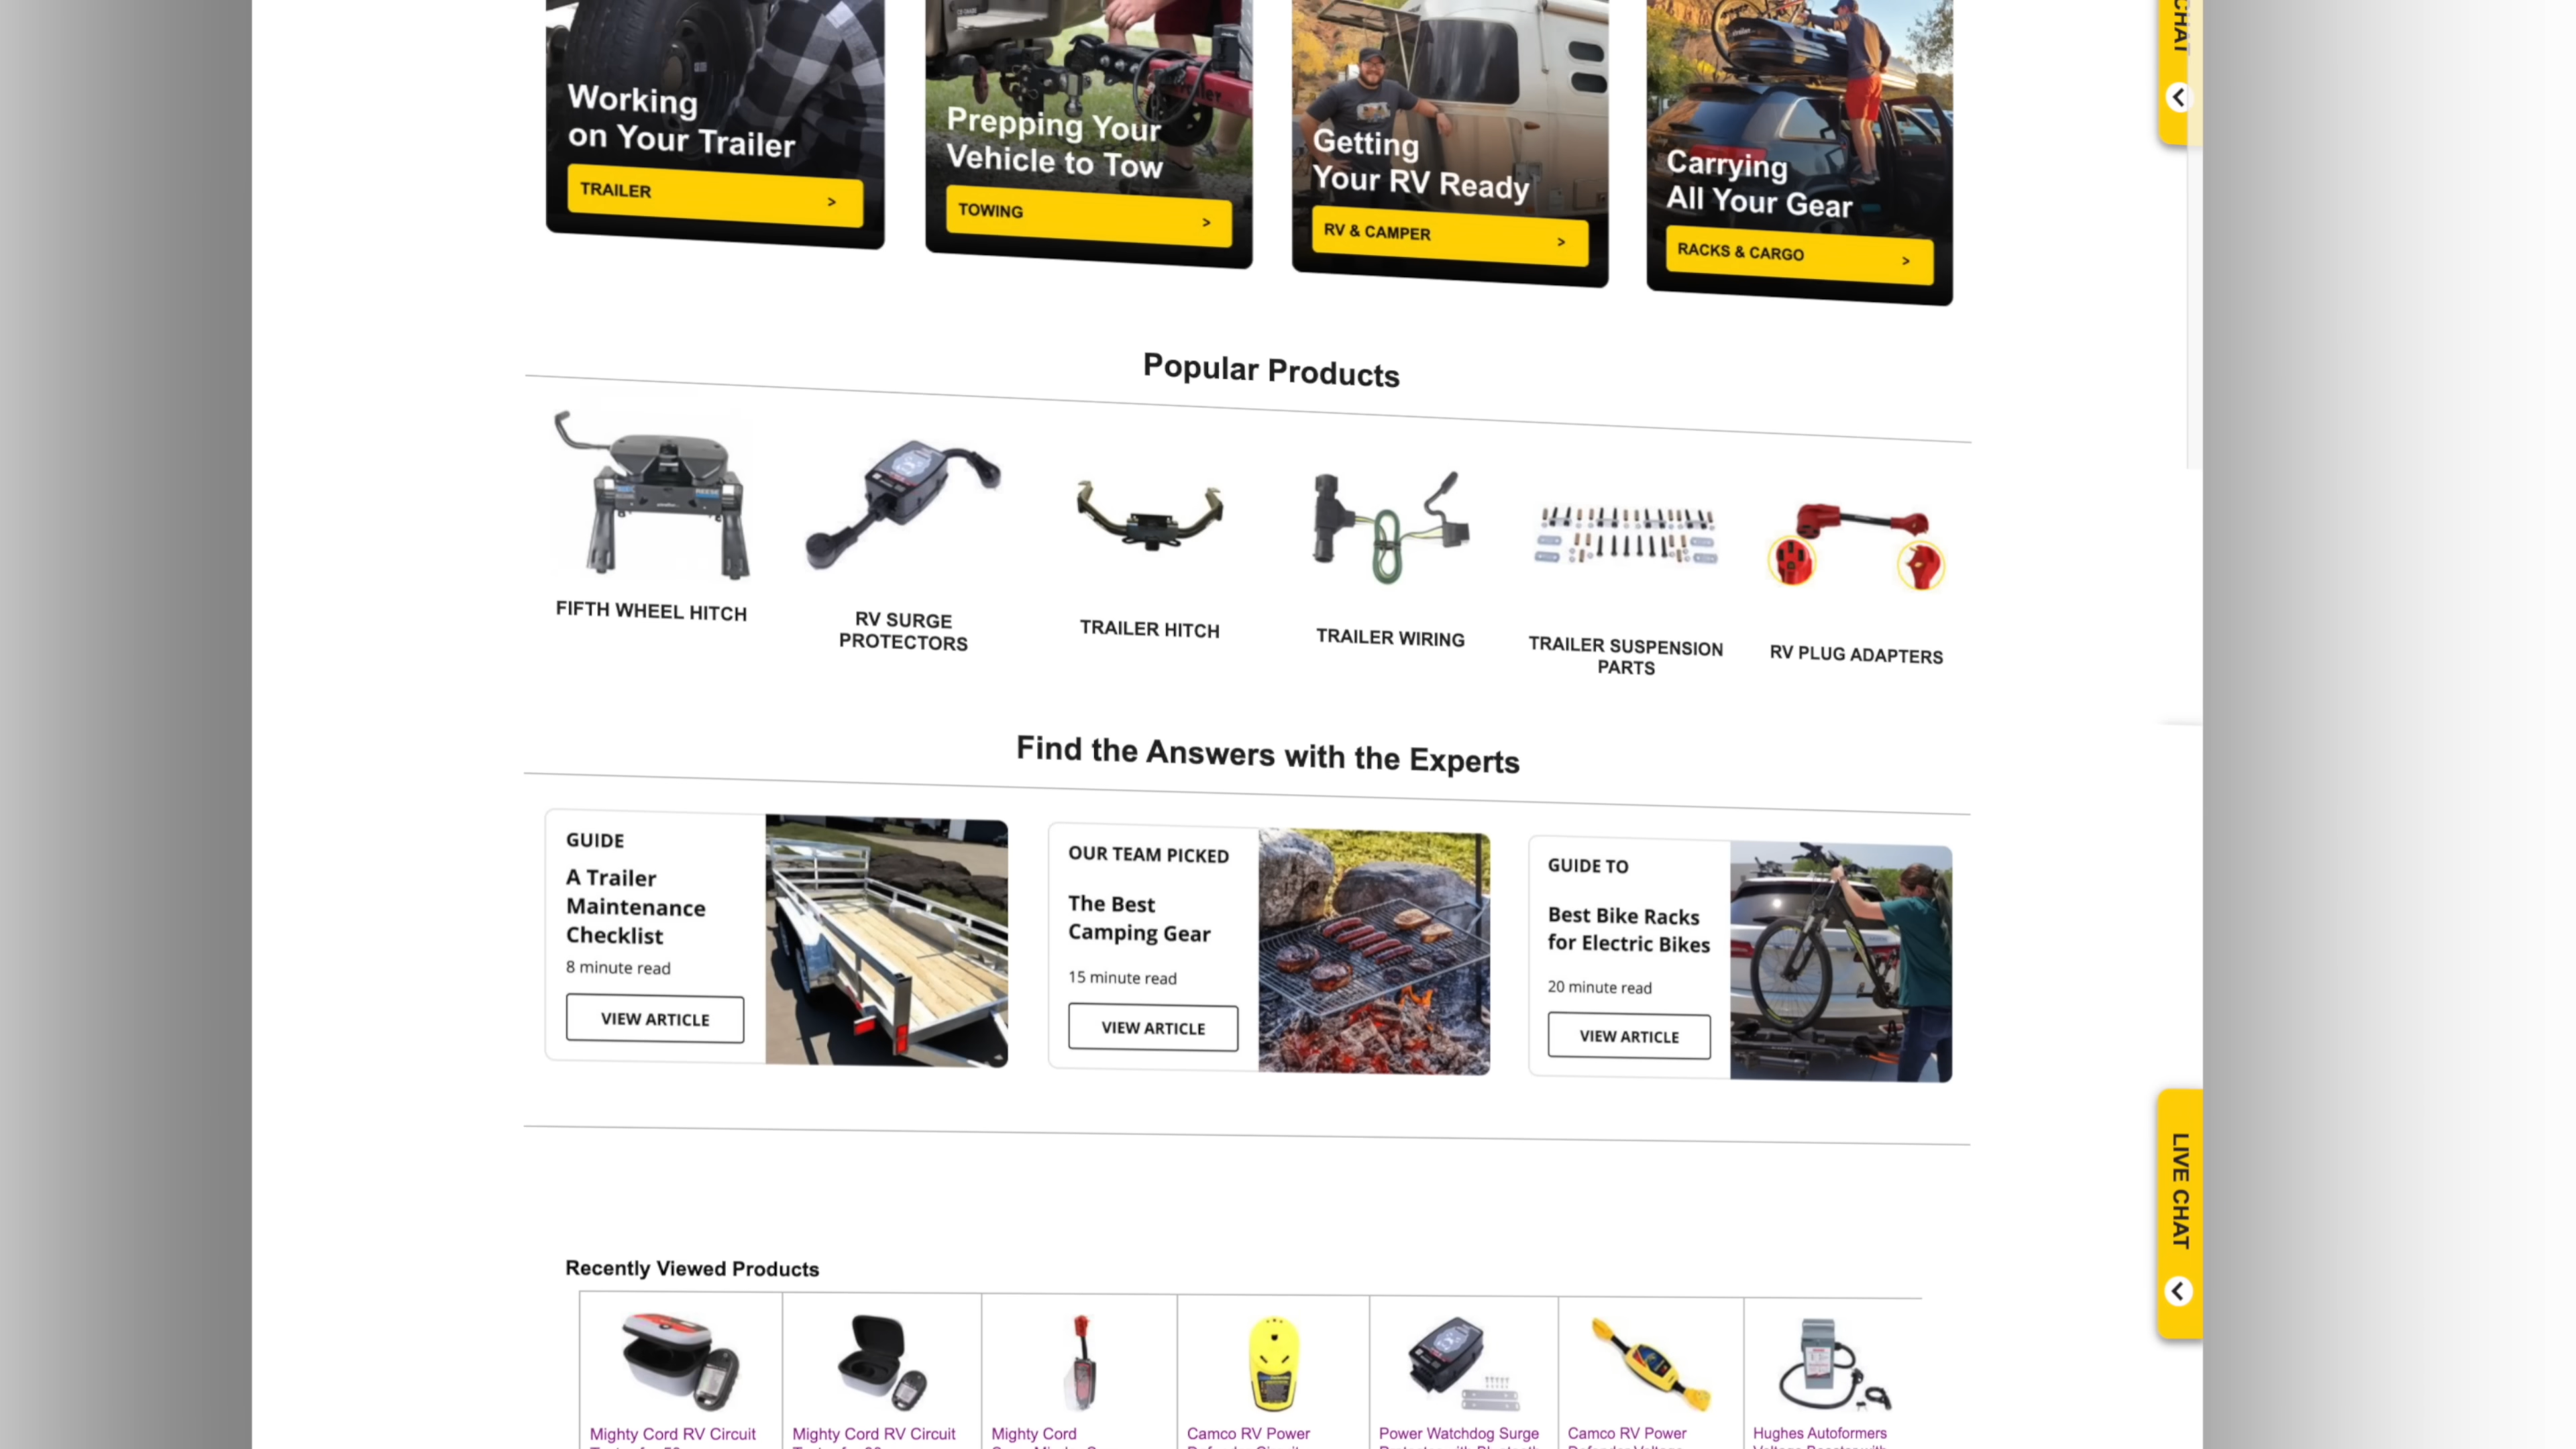 CHAT
Working
on Your Trailer
TRAILER >
Prepping Your
Vehicle to Tow
TOWING >
Getting
Your RV Ready
RV & CAMPER >
Carrying
All Your Gear
RACKS & CARGO >
Popular Products
FIFTH WHEEL HITCH
RV SURGE
PROTECTORS
TRAILER HITCH
TRAILER WIRING
TRAILER SUSPENSION
PARTS
RV PLUG ADAPTERS
Find the Answers with the Experts
GUIDE
A Trailer
Maintenance
Checklist
8 minute read
VIEW ARTICLE
OUR TEAM PICKED
The Best
Camping Gear
15 minute read
VIEW ARTICLE
GUIDE TO
Best Bike Racks
for Electric Bikes
20 minute read
VIEW ARTICLE
LIVE CHAT
Recently Viewed Products
Mighty Cord RV Circuit
Mighty Cord RV Circuit
Mighty Cord
Camco RV Power
Power Watchdog Surge
Camco RV Power
Hughes Autoformers